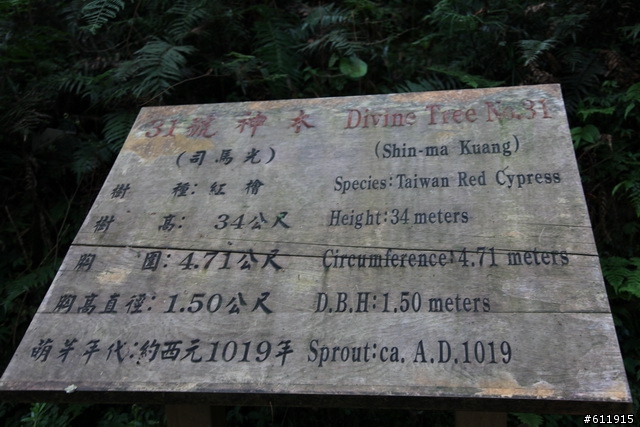 31號神木 Divine Tree No.31
(司馬光) (Shin-ma Kuang)
樹 種:紅檜 Species:Taiwan Red Cypress
樹 高: 34公尺 Height:34 meters
胸 圍:4.71公尺 Circumference:4.71 meters
胸高直徑:1.50公尺 D.B.H:1.50 meters
萌芽年代:約西元1019年 Sprout:ca. A.D.1019
#611915